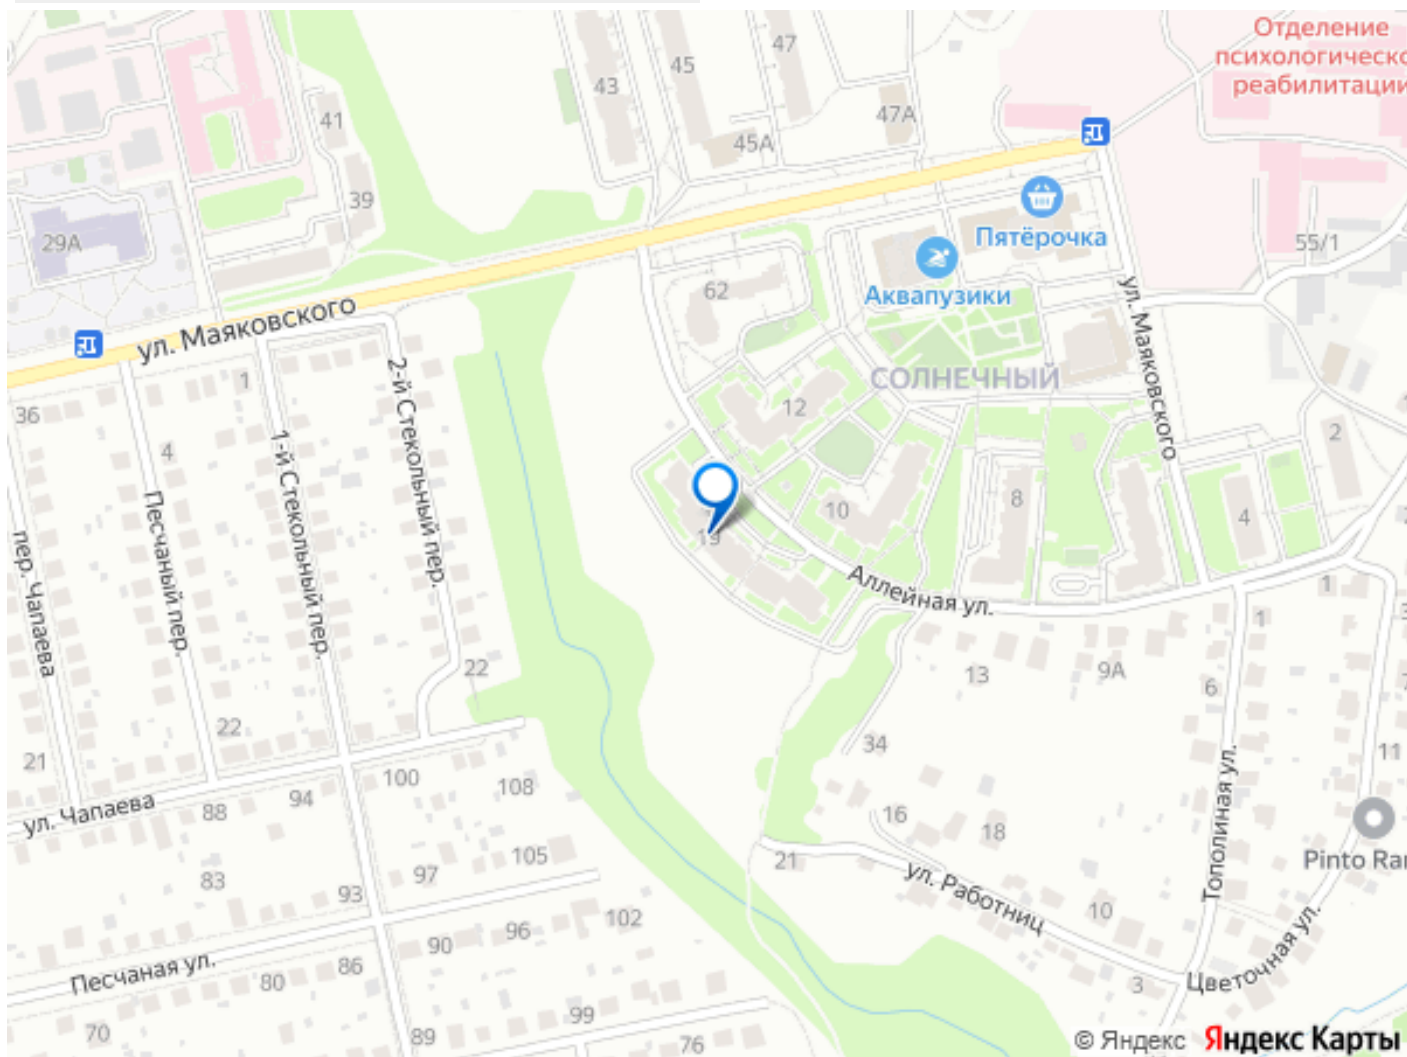 Отделение
психологическо
реабилитации
47
45
43
47А
45А
41
39
29А
Пятёрочка
55/1
Аквапузики
62
ул. Маяковского
ул. Маяковского
СОЛНЕЧНЫЙ
1
36
4
12
2
2-й Стекольный пер.
1-й Стекольный пер.
Песчаный пер.
пер. Чапаева
10
8
4
Аллейная ул.
1
1
13
9А
6
22
22
21
34
11
100
108
94
88
ул. Чапаева
16
18
Тополиная ул.
Pinto Ran
21
105
97
83
93
ул. Работниц
10
102
96
90
86
80
Песчаная ул.
Цветочная ул.
3
99
70
89
76
© Яндекс Яндекс Карты